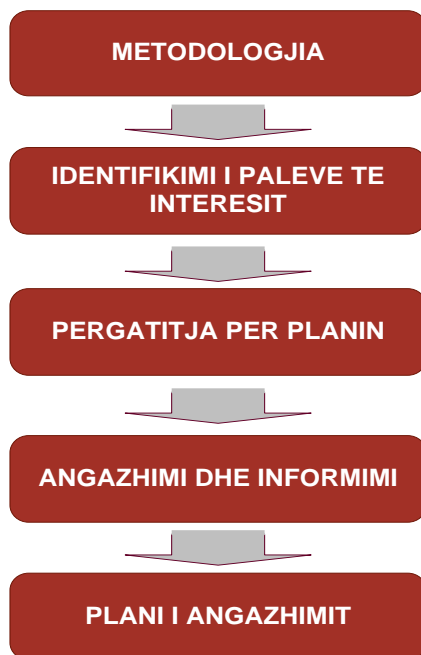 METODOLOGJIA
IDENTIFIKIMI I PALEVE TE
INTERESIT
PERGATITJA PER PLANIN
ANGAZHIMI DHE INFORMIMI
PLANI I ANGAZHIMIT